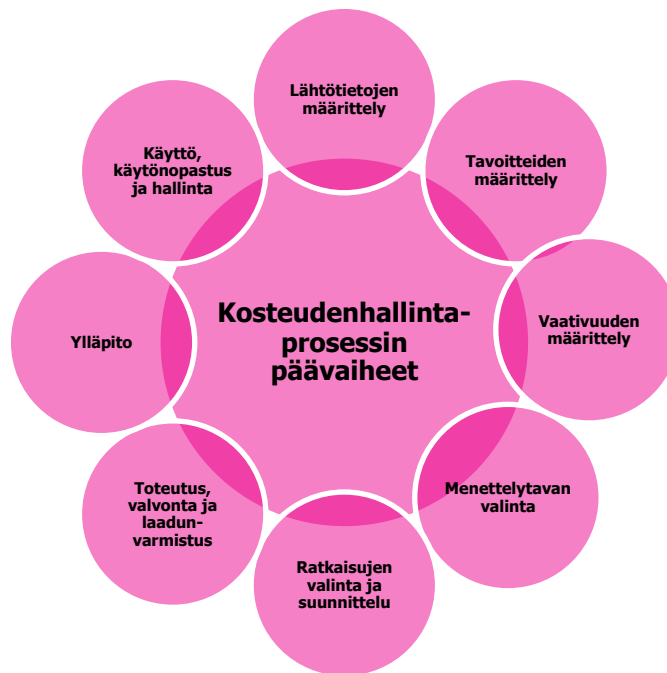 Lähtötietojen
määrittely
Tavoitteiden
määrittely
Vaativuuden
määrittely
Menettelytavan
valinta
Ratkaisujen
valinta ja
suunnittelu
Toteutus,
valvonta ja
laadun-
varmistus
Ylläpito
Käyttö,
käytönopastus
ja hallinta
Kosteudenhallinta-
prosessin
päävaiheet